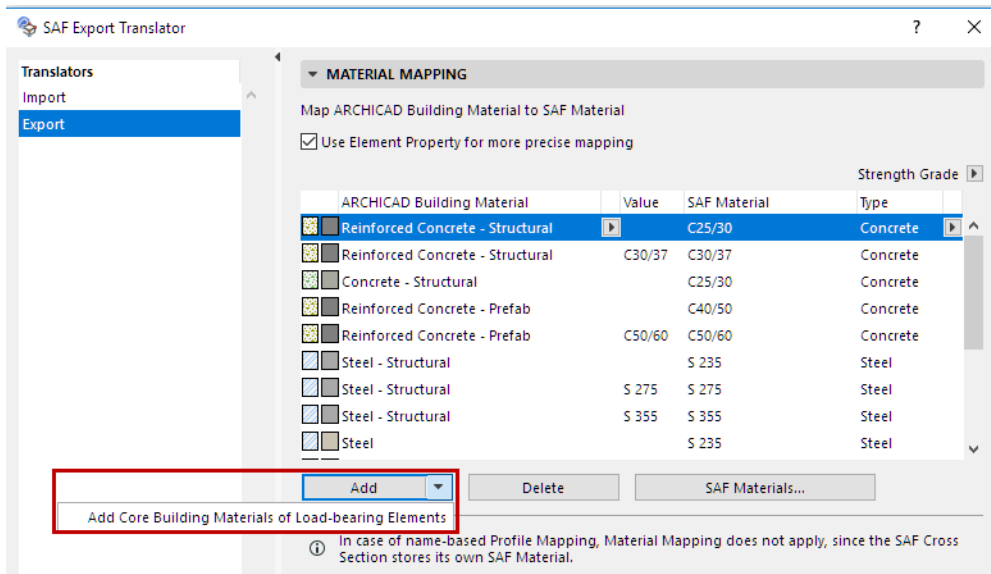 SAF Export Translator
?
Translators
Import
Export
MATERIAL MAPPING
Map ARCHICAD Building Material to SAF Material
Use Element Property for more precise mapping
Strength Grade
ARCHICAD Building Material Value SAF Material Type
Reinforced Concrete - Structural C25/30 Concrete
Reinforced Concrete - Structural C30/37 C30/37 Concrete
Concrete - Structural C25/30 Concrete
Reinforced Concrete - Prefab C40/50 Concrete
Reinforced Concrete - Prefab C50/60 C50/60 Concrete
Steel - Structural S 235 Steel
Steel - Structural S 275 S 275 Steel
Steel - Structural S 355 S 355 Steel
Steel S 235 Steel
Add Delete SAF Materials...
Add Core Building Materials of Load-bearing Elements
In case of name-based Profile Mapping, Material Mapping does not apply, since the SAF Cross
Section stores its own SAF Material.